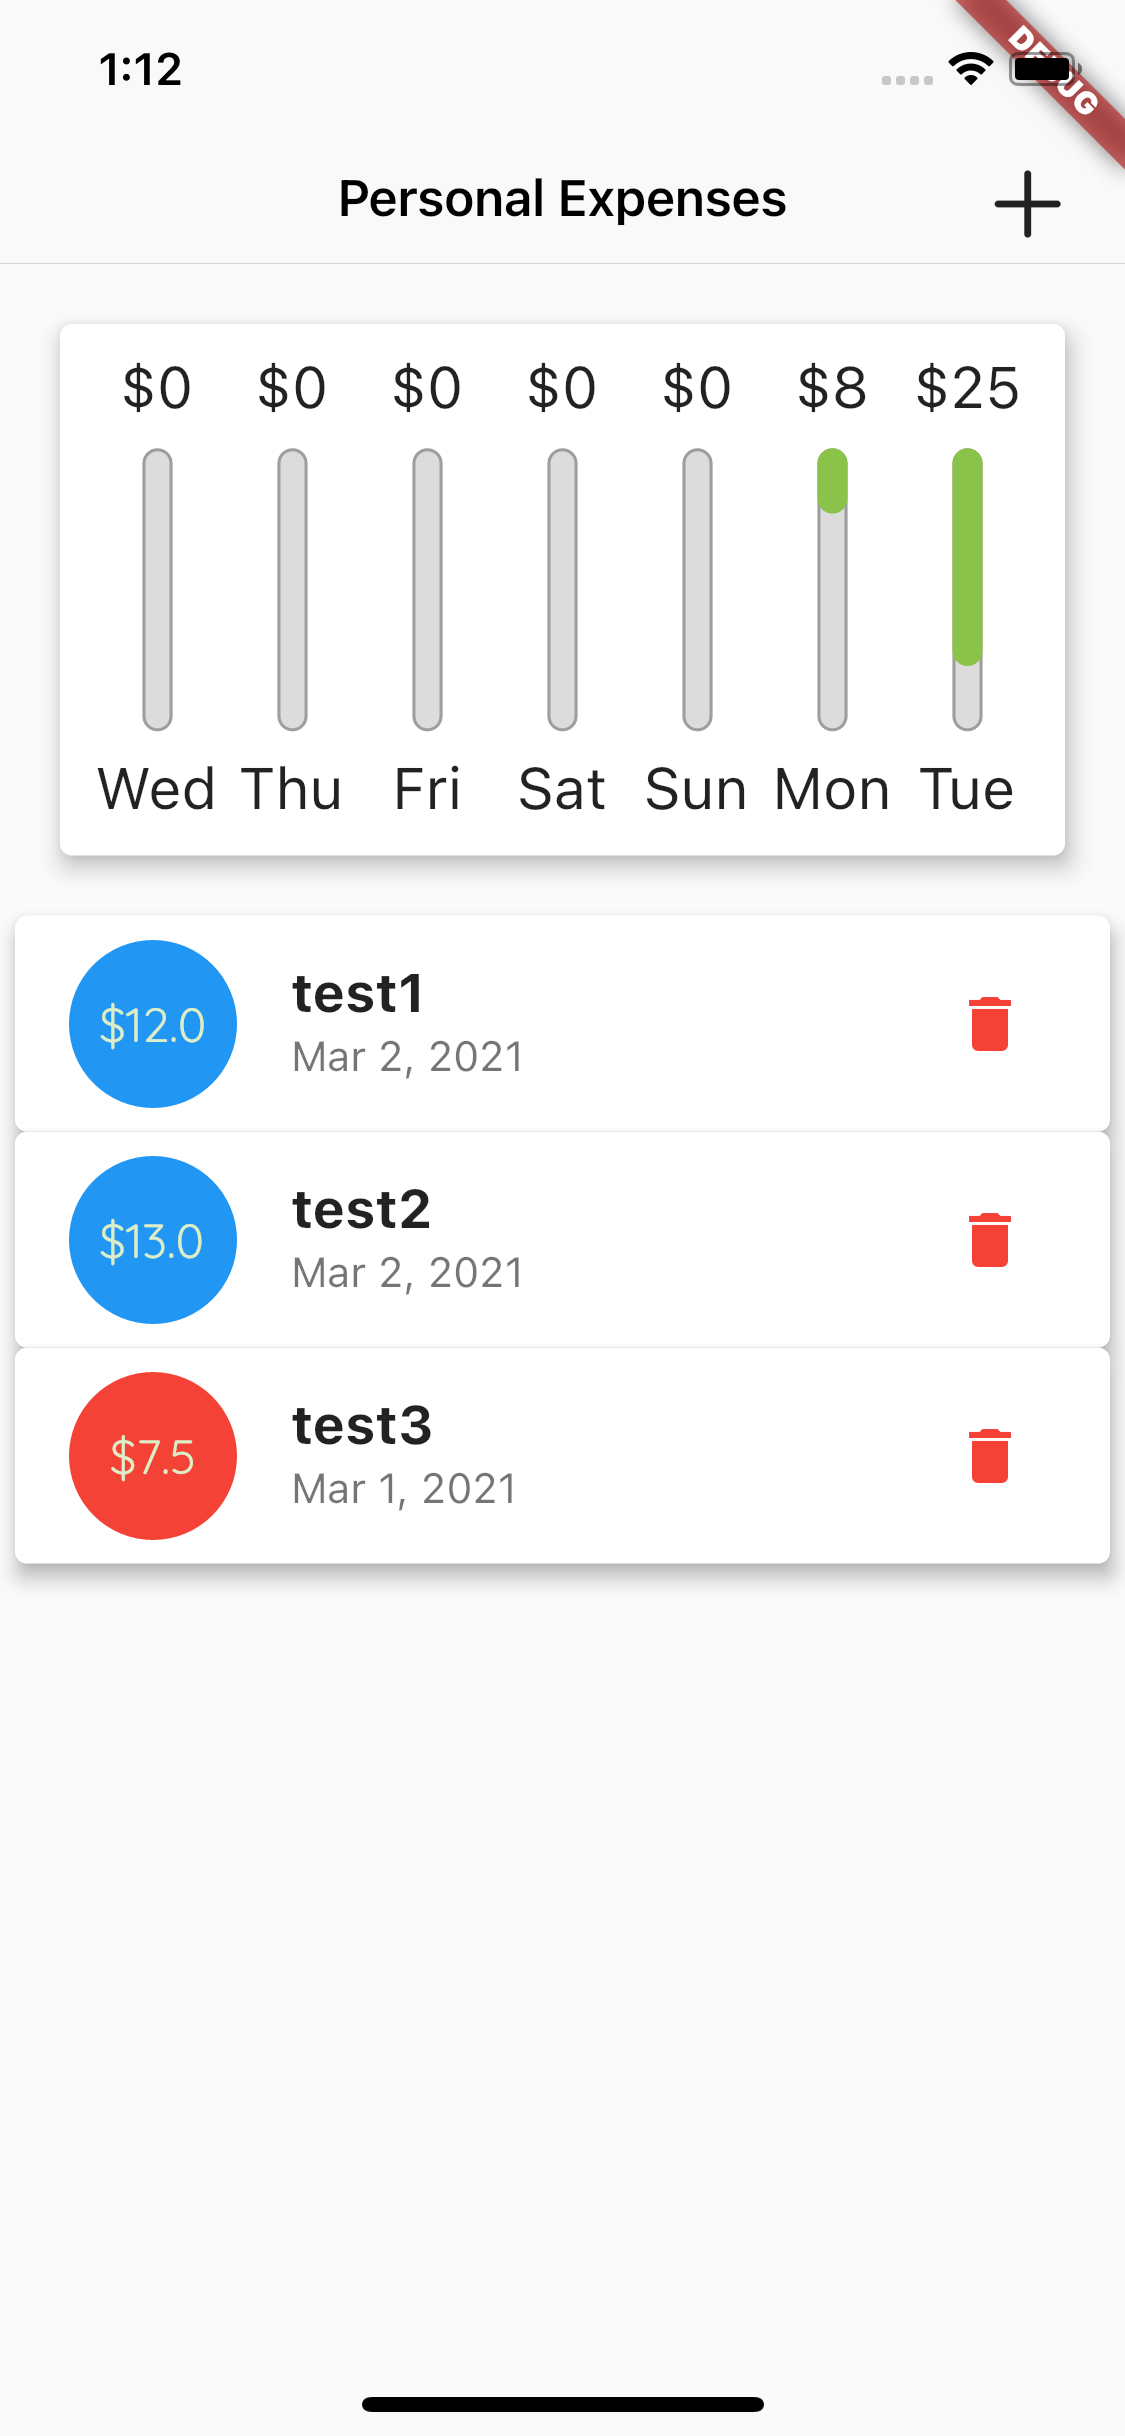 1:12
DEBUG
Personal Expenses
$0 $0 $0 $0 $0 $8 $25
Wed Thu Fri Sat Sun Mon Tue
$12.0
test1
Mar 2, 2021
$13.0
test2
Mar 2, 2021
$7.5
test3
Mar 1, 2021